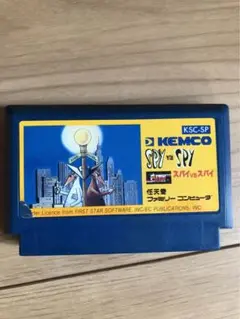 KSC-SP
KEMCO
SPY VS SPY
スパイvsスパイ
任天堂
ファミリー コンピュータ
der License from FIRST STAR SOFTWARE, INC/EC PUBLICATIONS, INC